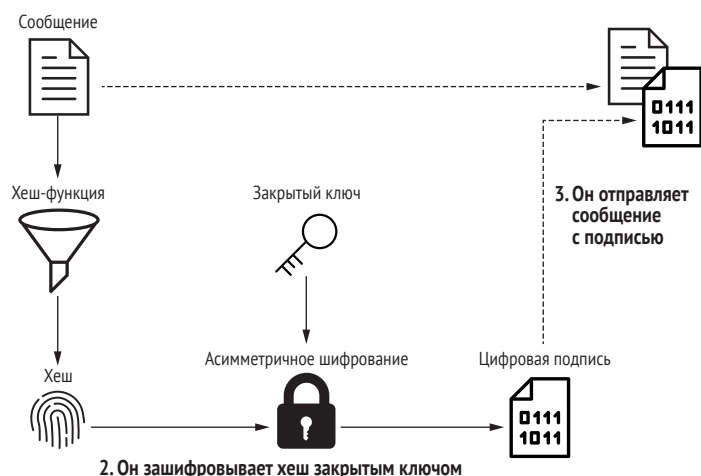 Сообщение
0111
1011
Хеш-функция
Закрытый ключ
3. Он отправляет
сообщение
с подписью
Хеш
Асимметричное шифрование
Цифровая подпись
0111
1011
2. Он зашифровывает хеш закрытым ключом